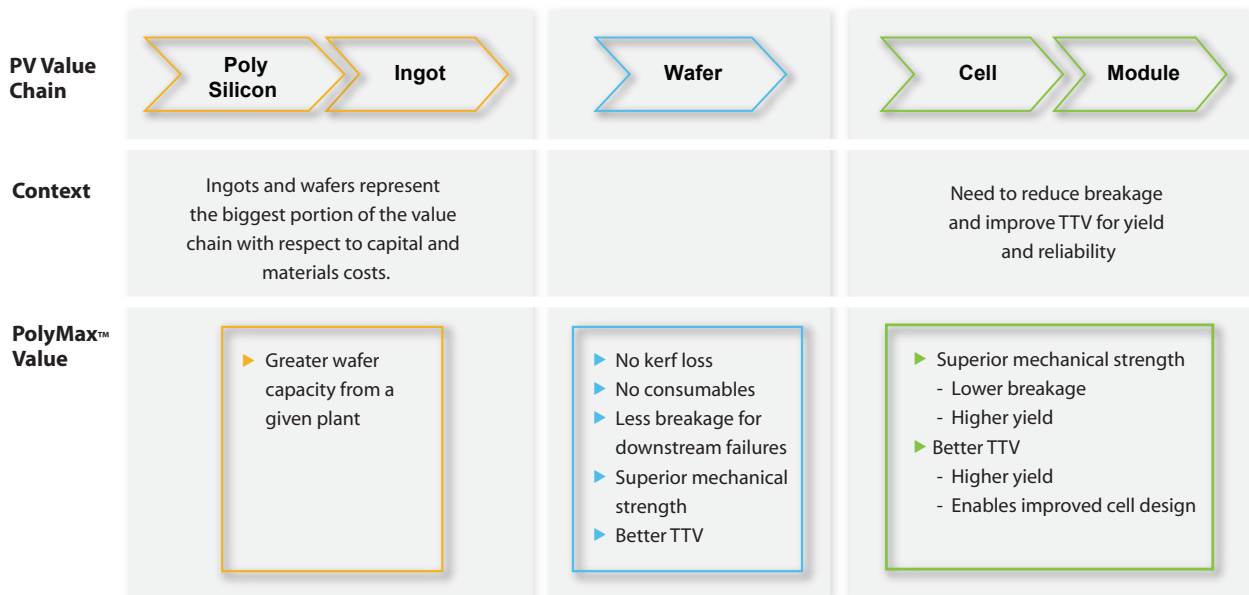 PV Value
Chain
Poly
Silicon
Ingot
Wafer
Cell
Module
Context
Ingots and wafers represent
the biggest portion of the value
chain with respect to capital and
materials costs.
Need to reduce breakage
and improve TTV for yield
and reliability
PolyMax™
Value
Greater wafer
capacity from a
given plant
No kerf loss
No consumables
Less breakage for
downstream failures
Superior mechanical
strength
Better TTV
Superior mechanical strength
- Lower breakage
- Higher yield
Better TTV
- Higher yield
- Enables improved cell design